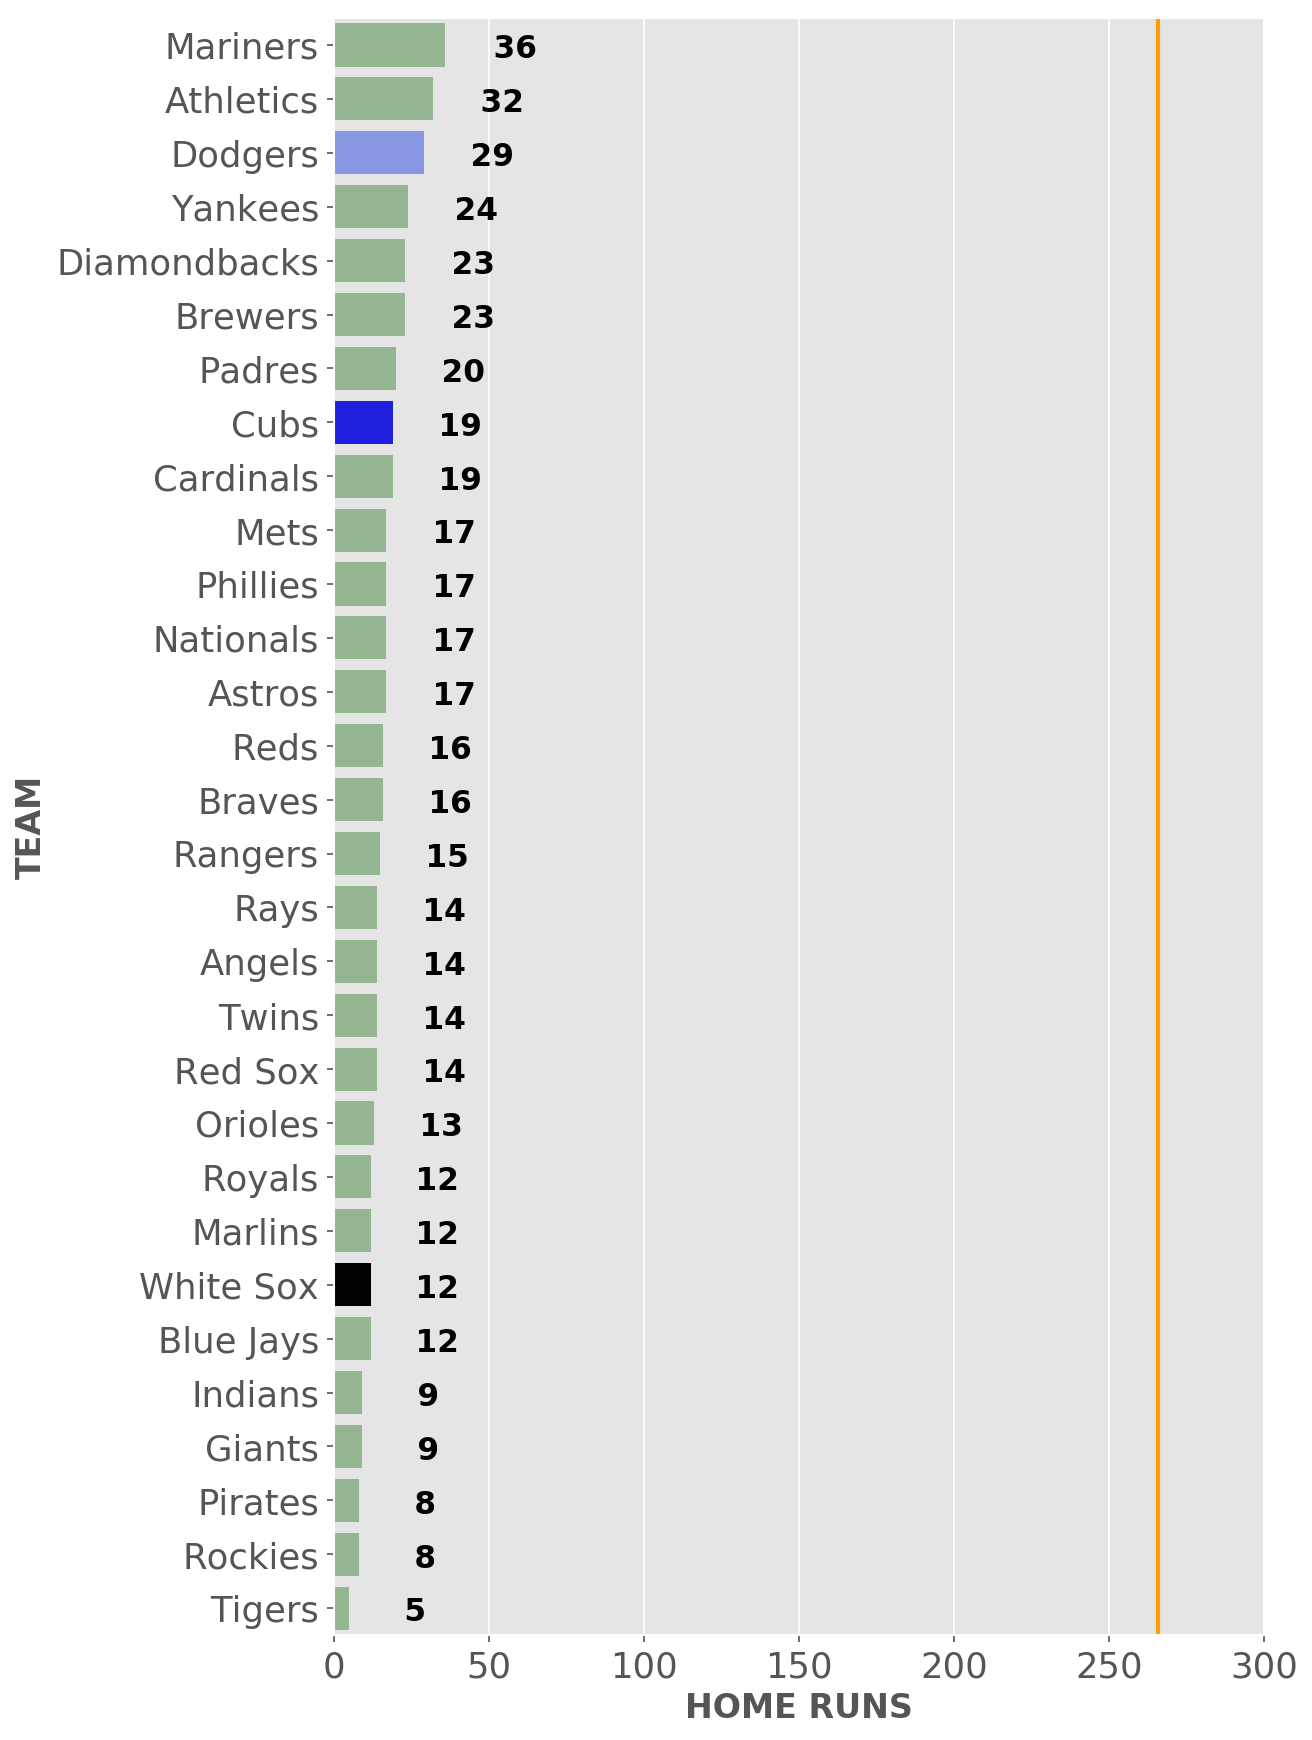 Mariners 36
Athletics 32
Dodgers 29
Yankees 24
Diamondbacks 23
Brewers 23
Padres 20
Cubs 19
Cardinals 19
Mets 17
Phillies 17
Nationals 17
Astros 17
Reds 16
Braves 16
Rangers 15
Rays 14
Angels 14
Twins 14
Red Sox 14
Orioles 13
Royals 12
Marlins 12
White Sox 12
Blue Jays 12
Indians 9
Giants 9
Pirates 8
Rockies 8
Tigers 5
TEAM
0 50 100 150 200 250 300
HOME RUNS